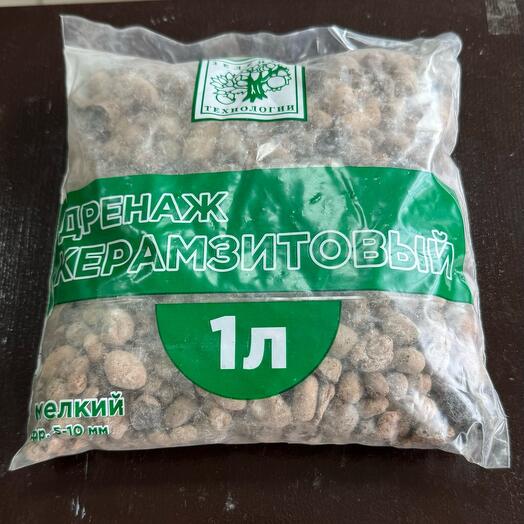 ТЕХНОЛОГИИ
ДРЕНАЖ
КЕРАМЗИТОВЫЙ
1л
мелкий
фр. 5-10 мм